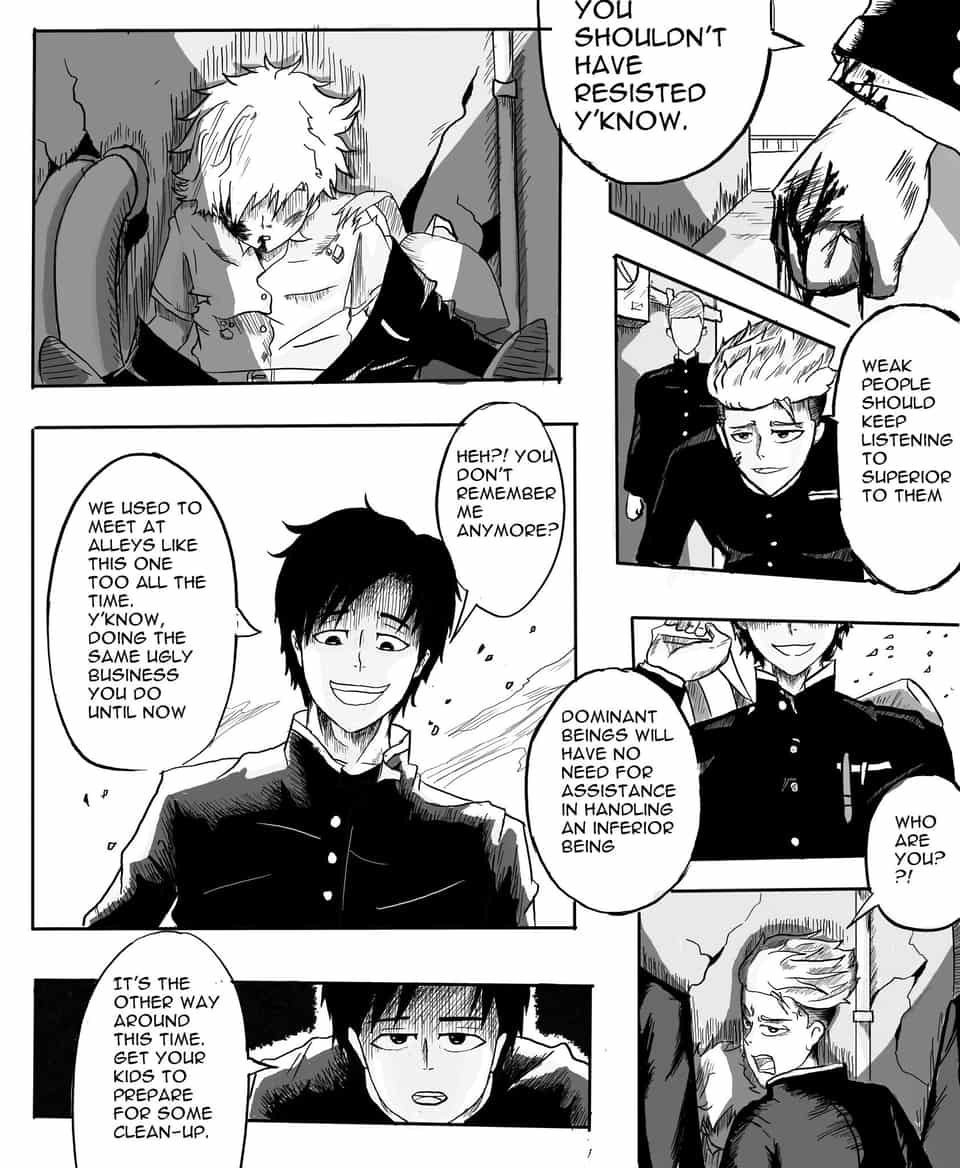 YOU
SHOULDN'T
HAVE
RESISTED
Y'KNOW.
WEAK
PEOPLE
SHOULD
KEEP
LISTENING
TO
SUPERIOR
TO THEM
DOMINANT
BEINGS WILL
HAVE NO
NEED FOR
ASSISTANCE
IN HANDLING
AN INFERIOR
BEING
WHO
ARE
YOU?
?!
HEH?! YOU
DON'T
REMEMBER
ME
ANYMORE?
WE USED TO
MEET AT
ALLEYS LIKE
THIS ONE
TOO ALL THE
TIME.
Y'KNOW,
DOING THE
SAME UGLY
BUSINESS
YOU DO
UNTIL NOW
IT'S THE
OTHER WAY
AROUND
THIS TIME.
GET YOUR
KIDS TO
PREPARE
FOR SOME
CLEAN-UP.